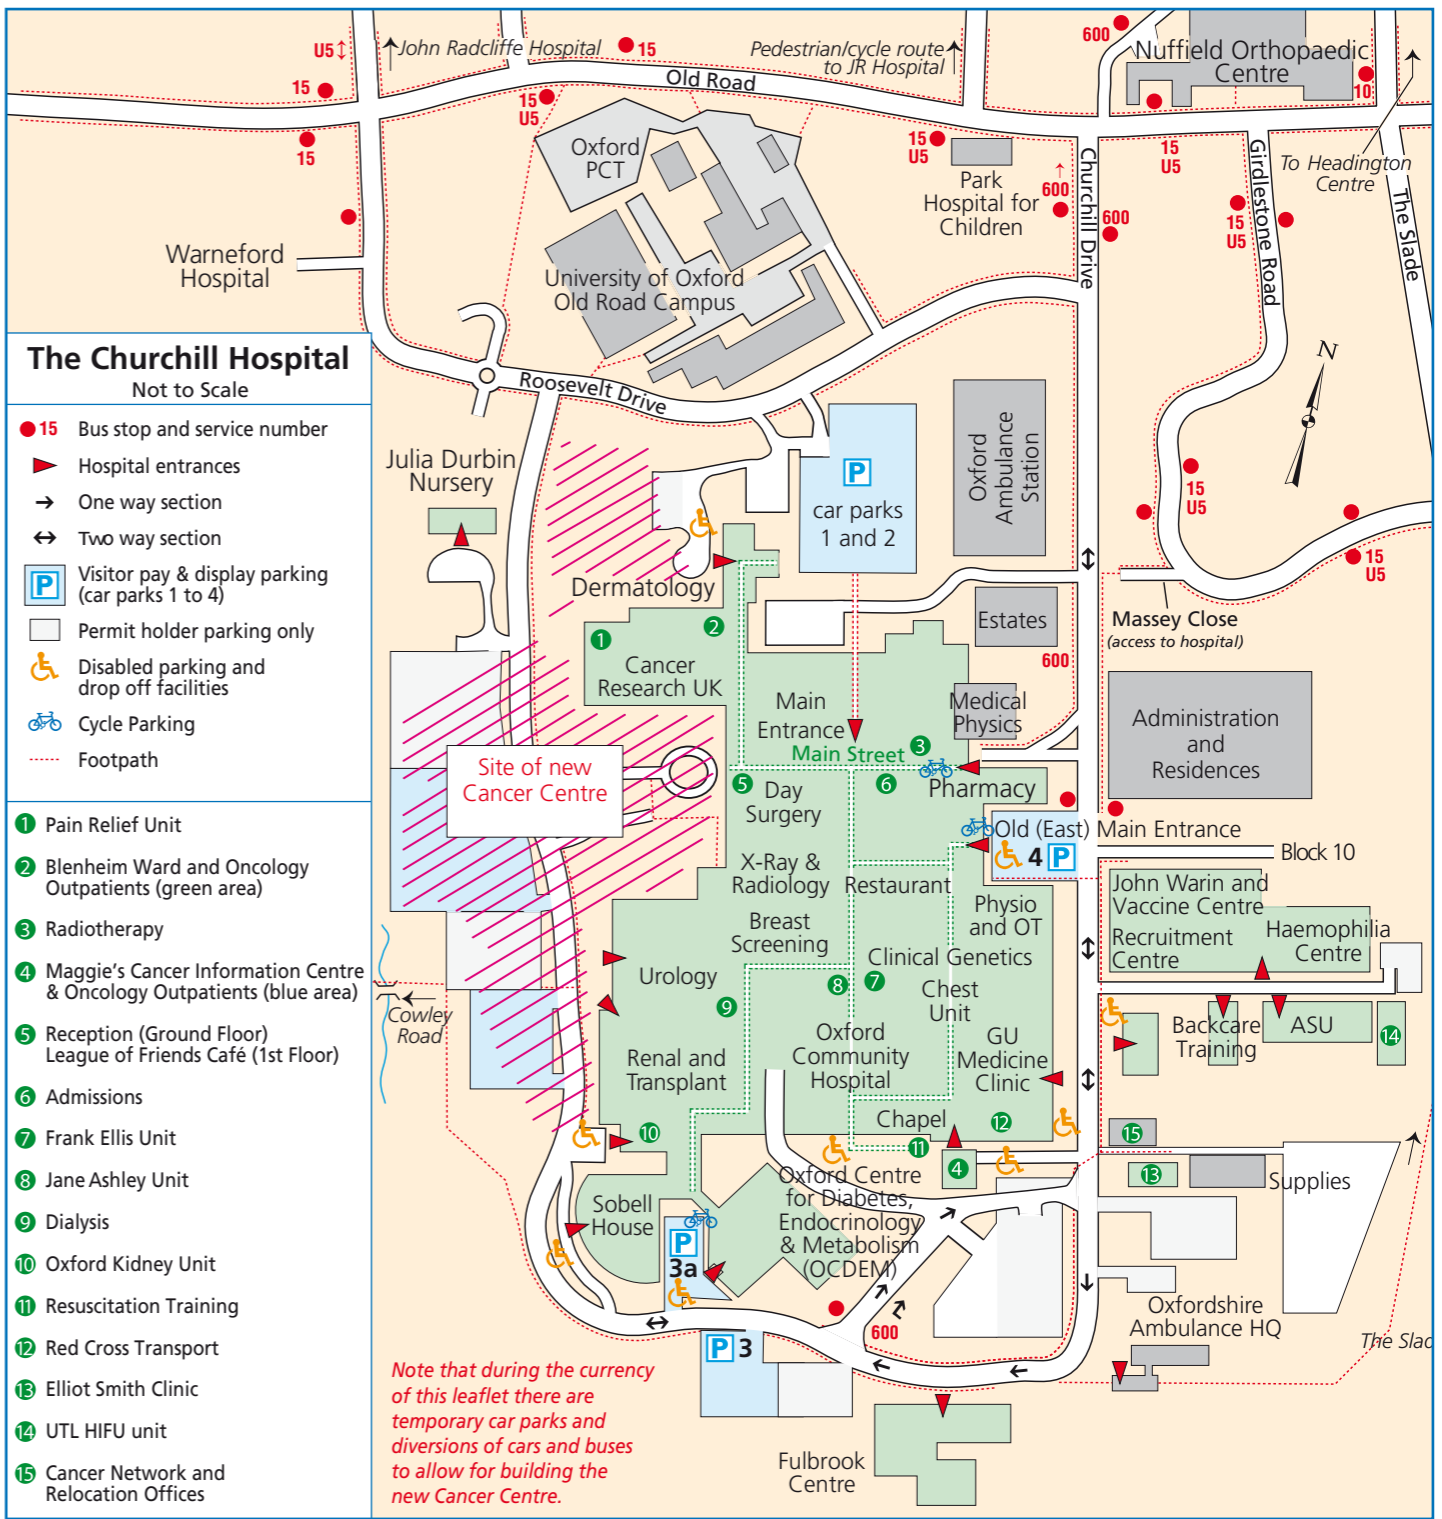 U5
John Radcliffe Hospital
15
Pedestrian/cycle route
to JR Hospital
600
Nuffield Orthopaedic
Centre
10
15
Old Road
15
U5
15
Oxford
PCT
15
U5
Park
Hospital for
Children
600
Churchill Drive
600
15
U5
Girdlestone Road
15
U5
To Headington
Centre
The Slade
Warneford
Hospital
University of Oxford
Old Road Campus
Roosevelt Drive
N
The Churchill Hospital
Not to Scale
15 Bus stop and service number
Hospital entrances
One way section
Two way section
P Visitor pay & display parking
(car parks 1 to 4)
Permit holder parking only
Disabled parking and
drop off facilities
Cycle Parking
Footpath
1 Pain Relief Unit
2 Blenheim Ward and Oncology
Outpatients (green area)
3 Radiotherapy
4 Maggie's Cancer Information Centre
& Oncology Outpatients (blue area)
5 Reception (Ground Floor)
League of Friends Café (1st Floor)
6 Admissions
7 Frank Ellis Unit
8 Jane Ashley Unit
9 Dialysis
10 Oxford Kidney Unit
11 Resuscitation Training
12 Red Cross Transport
13 Elliot Smith Clinic
14 UTL HIFU unit
15 Cancer Network and
Relocation Offices
Julia Durbin
Nursery
P
car parks
1 and 2
Oxford
Ambulance
Station
15
U5
15
U5
Dermatology
Massey Close
(access to hospital)
Estates
600
1
2
Cancer
Research UK
Main
Entrance
Main Street
3
Medical
Physics
Administration
and
Residences
Site of new
Cancer Centre
5
Day
Surgery
6
Pharmacy
Old (East) Main Entrance
4 P
Block 10
X-Ray &
Radiology
Restaurant
Physio
and OT
John Warin and
Vaccine Centre
Recruitment
Centre
Haemophilia
Centre
Breast
Screening
Clinical Genetics
Urology
8
7
9
Chest
Unit
Cowley
Road
Backcare
Training
ASU
14
Renal and
Transplant
Oxford
Community
Hospital
GU
Medicine
Clinic
Chapel
12
10
11
4
15
13
Supplies
Sobell
House
P
3a
Oxford Centre
for Diabetes,
Endocrinology
& Metabolism
(OCDEM)
600
P 3
Oxfordshire
Ambulance HQ
The Slad
Fulbrook
Centre
Note that during the currency
of this leaflet there are
temporary car parks and
diversions of cars and buses
to allow for building the
new Cancer Centre.